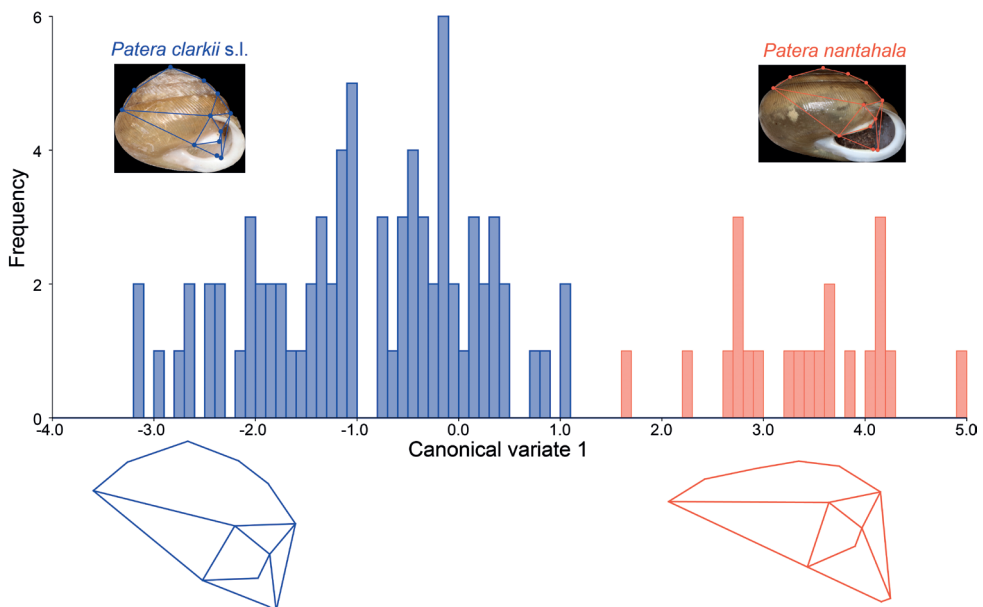 Patera clarkii s.l.
Patera nantahala
Frequency
6
4
2
0
-4.0 -3.0 -2.0 -1.0 0.0 1.0 2.0 3.0 4.0 5.0
Canonical variate 1